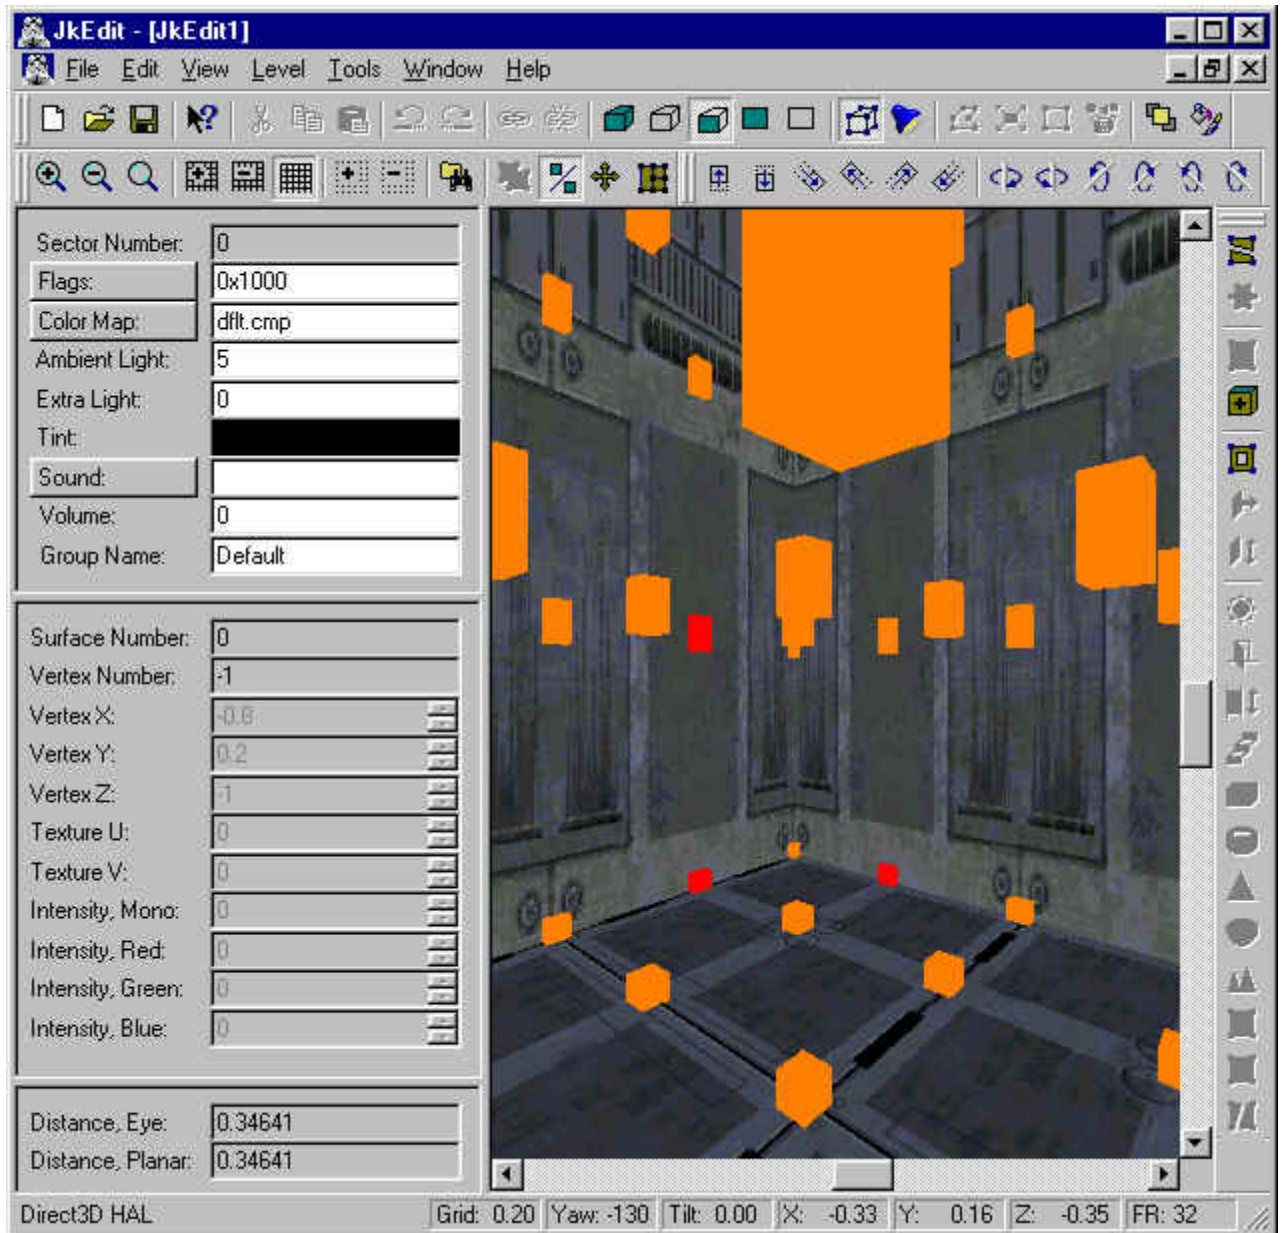 JkEdit - [JkEdit1]
File Edit View Level Tools Window Help
Sector Number: 0
Flags: 0x1000
Color Map: dflt.cmp
Ambient Light: 5
Extra Light: 0
Tint:
Sound:
Volume: 0
Group Name: Default
Surface Number: 0
Vertex Number: -1
Vertex X: -0.8
Vertex Y: 0.2
Vertex Z: -1
Texture U: 0
Texture V: 0
Intensity, Mono: 0
Intensity, Red: 0
Intensity, Green: 0
Intensity, Blue: 0
Distance, Eye: 0.34641
Distance, Planar: 0.34641
Direct3D HAL Grid: 0.20 Yaw: -130 Tilt: 0.00 X: -0.33 Y: 0.16 Z: -0.35 FR: 32